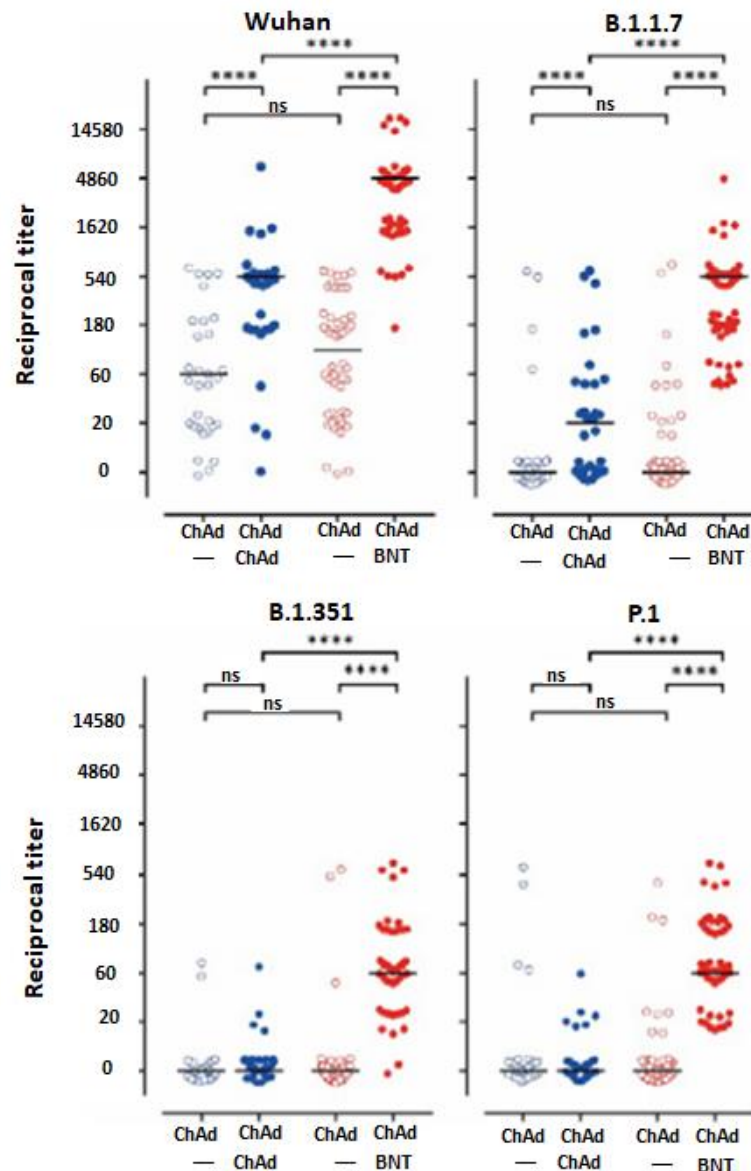 Wuhan
B.1.1.7
****
****
****
****
****
****
ns
ns
Reciprocal titer
14580
4860
1620
540
180
60
20
0
ChAd ChAd ChAd ChAd
— ChAd — BNT
ChAd ChAd ChAd ChAd
— ChAd — BNT
B.1.351
P.1
****
****
ns
****
ns
****
ns
ns
Reciprocal titer
14580
4860
1620
540
180
60
20
0
ChAd ChAd ChAd ChAd
— ChAd — BNT
ChAd ChAd ChAd ChAd
— ChAd — BNT